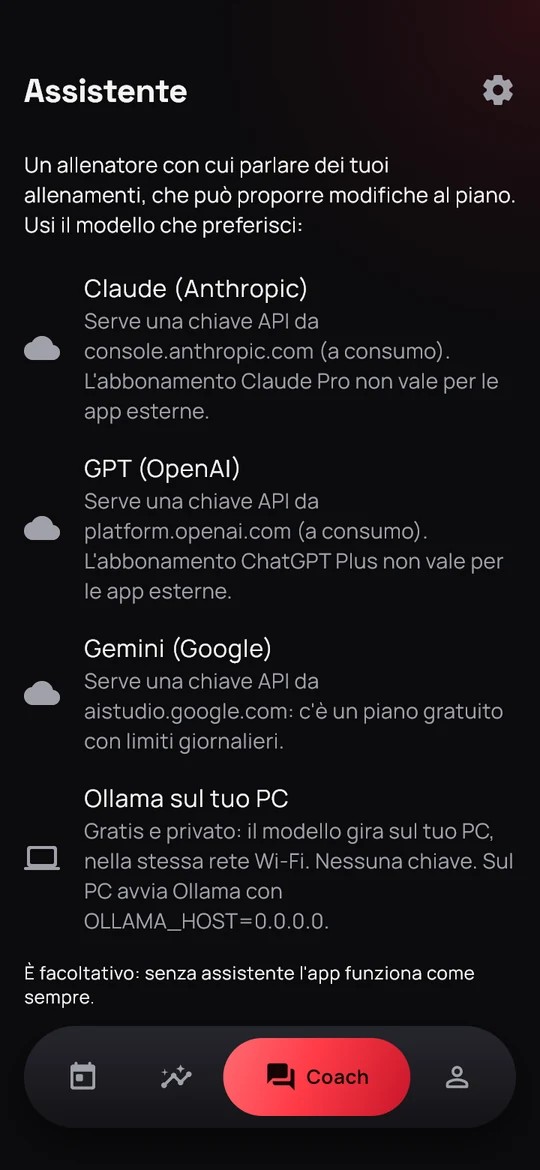 Assistente
Un allenatore con cui parlare dei tuoi
allenamenti, che può proporre modifiche al piano.
Usi il modello che preferisci:
Claude (Anthropic)
Serve una chiave API da
console.anthropic.com (a consumo).
L'abbonamento Claude Pro non vale per le
app esterne.
GPT (OpenAI)
Serve una chiave API da
platform.openai.com (a consumo).
L'abbonamento ChatGPT Plus non vale per
le app esterne.
Gemini (Google)
Serve una chiave API da
aistudio.google.com: c'è un piano gratuito
con limiti giornalieri.
Ollama sul tuo PC
Gratis e privato: il modello gira sul tuo PC,
nella stessa rete Wi-Fi. Nessuna chiave. Sul
PC avvia Ollama con
OLLAMA_HOST=0.0.0.0.
È facoltativo: senza assistente l'app funziona come
sempre.
Coach